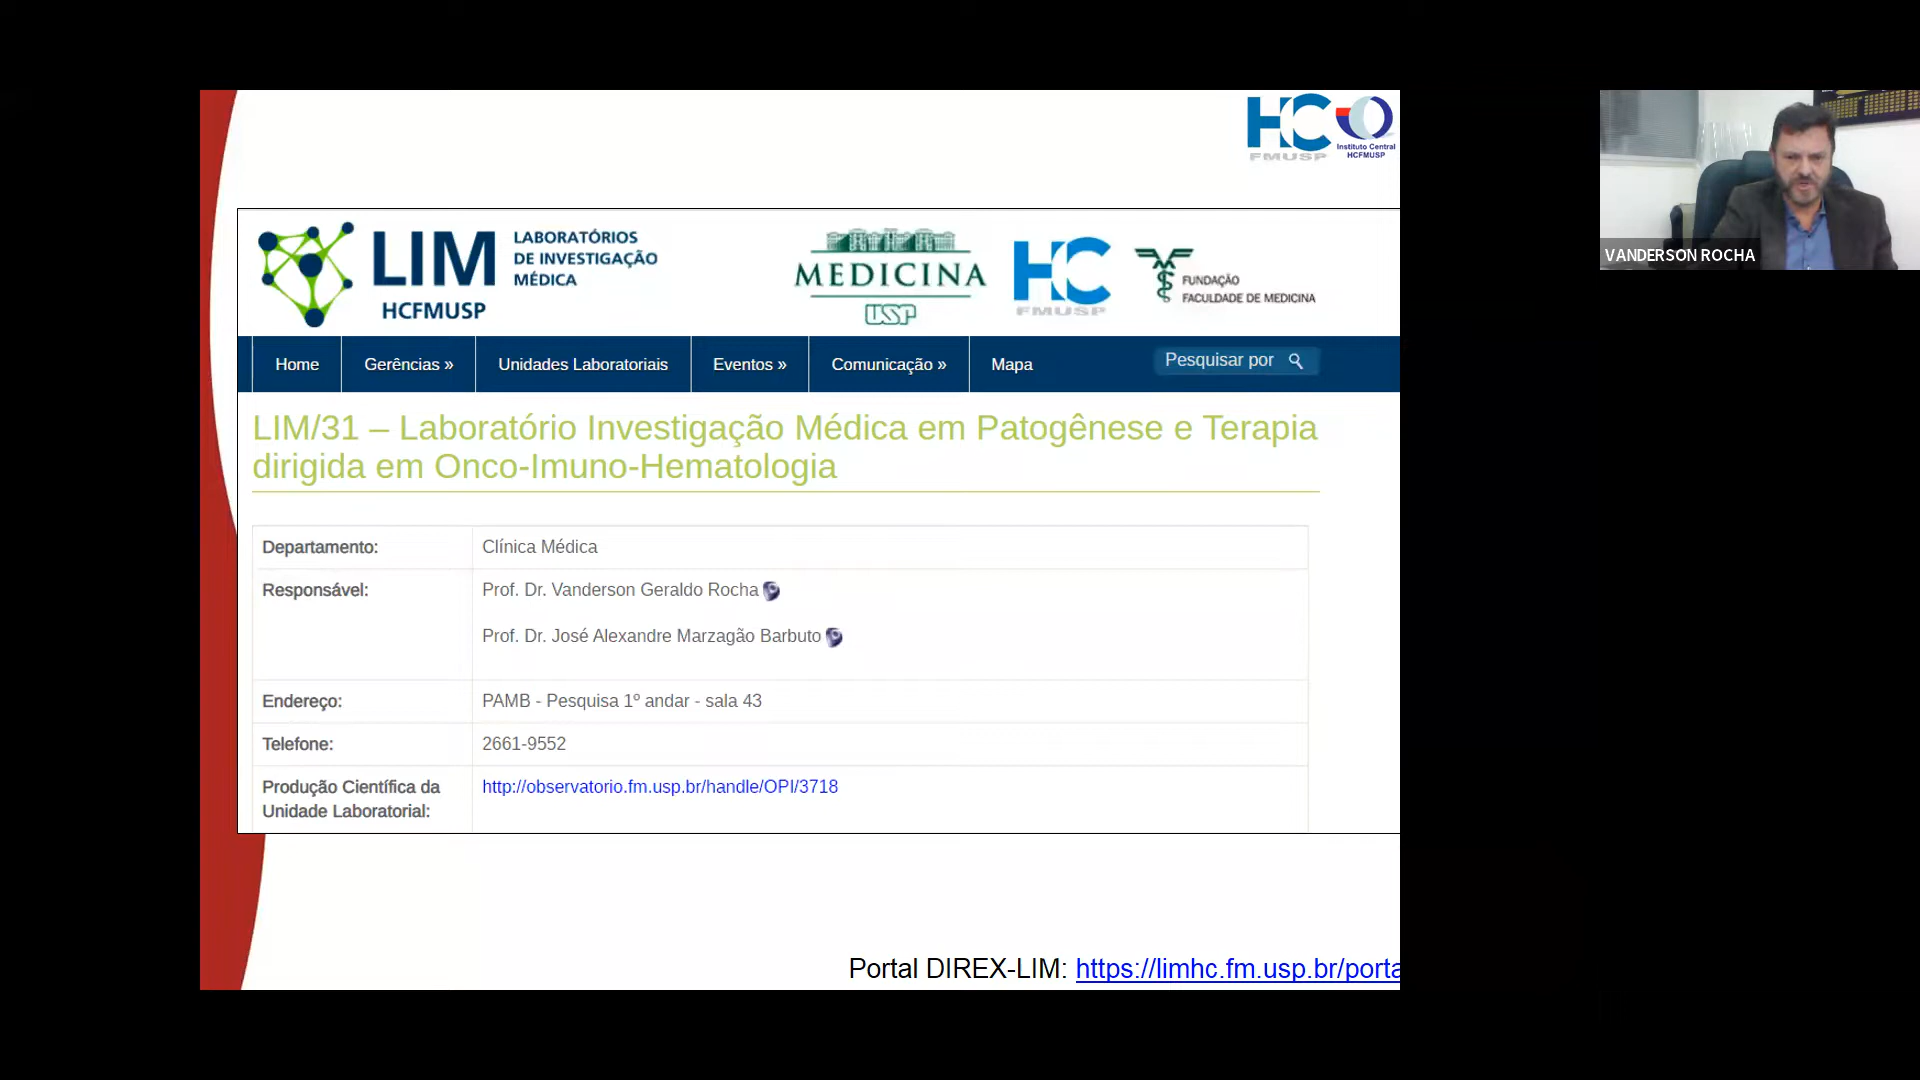 HC
FMUSP
Instituto Central
HCFMUSP
VANDERSON ROCHA
LIM
HCFMUSP
LABORATÓRIOS
DE INVESTIGAÇÃO
MÉDICA
MEDICINA
USP
HC
FMUSP
FUNDAÇÃO
FACULDADE DE MEDICINA
Home Gerências » Unidades Laboratoriais Eventos » Comunicação » Mapa Pesquisar por
LIM/31 – Laboratório Investigação Médica em Patogênese e Terapia
dirigida em Onco-Imuno-Hematologia
Departamento: Clínica Médica
Responsável: Prof. Dr. Vanderson Geraldo Rocha
Prof. Dr. José Alexandre Marzagão Barbuto
Endereço: PAMB - Pesquisa 1º andar - sala 43
Telefone: 2661-9552
Produção Científica da
Unidade Laboratorial: http://observatorio.fm.usp.br/handle/OPI/3718
Portal DIREX-LIM: https://limhc.fm.usp.br/porta